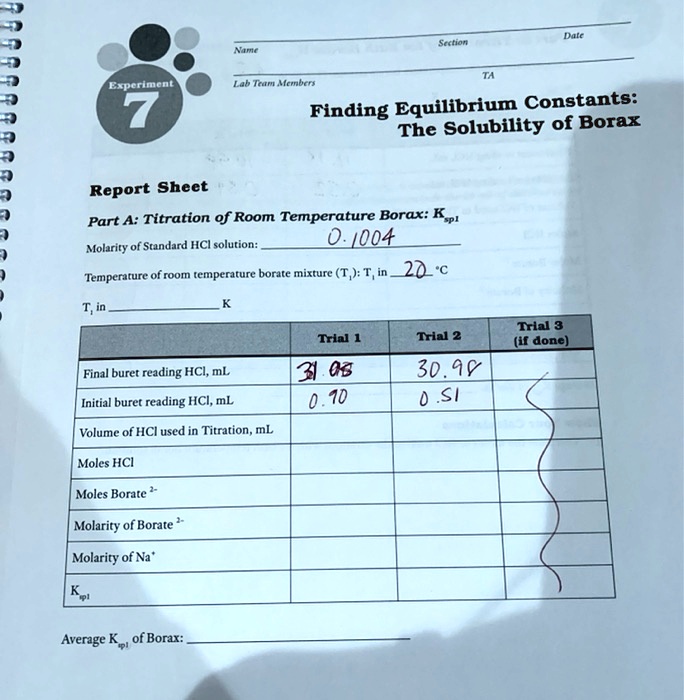 Name Section Date
Lab Team Members TA
Experiment
7
Finding Equilibrium Constants:
The Solubility of Borax
Report Sheet
Part A: Titration of Room Temperature Borax: Ksp1
Molarity of Standard HCl solution: 0.1004
Temperature of room temperature borate mixture (T1): T1 in 20 °C
T1 in K
Trial 1 Trial 2 Trial 3
(if done)
Final buret reading HCl, mL 30.98
Initial buret reading HCl, mL 0.51
Volume of HCl used in Titration, mL
Moles HCl
Moles Borate 2-
Molarity of Borate 2-
Molarity of Na+
Ksp1
Average Ksp1 of Borax: